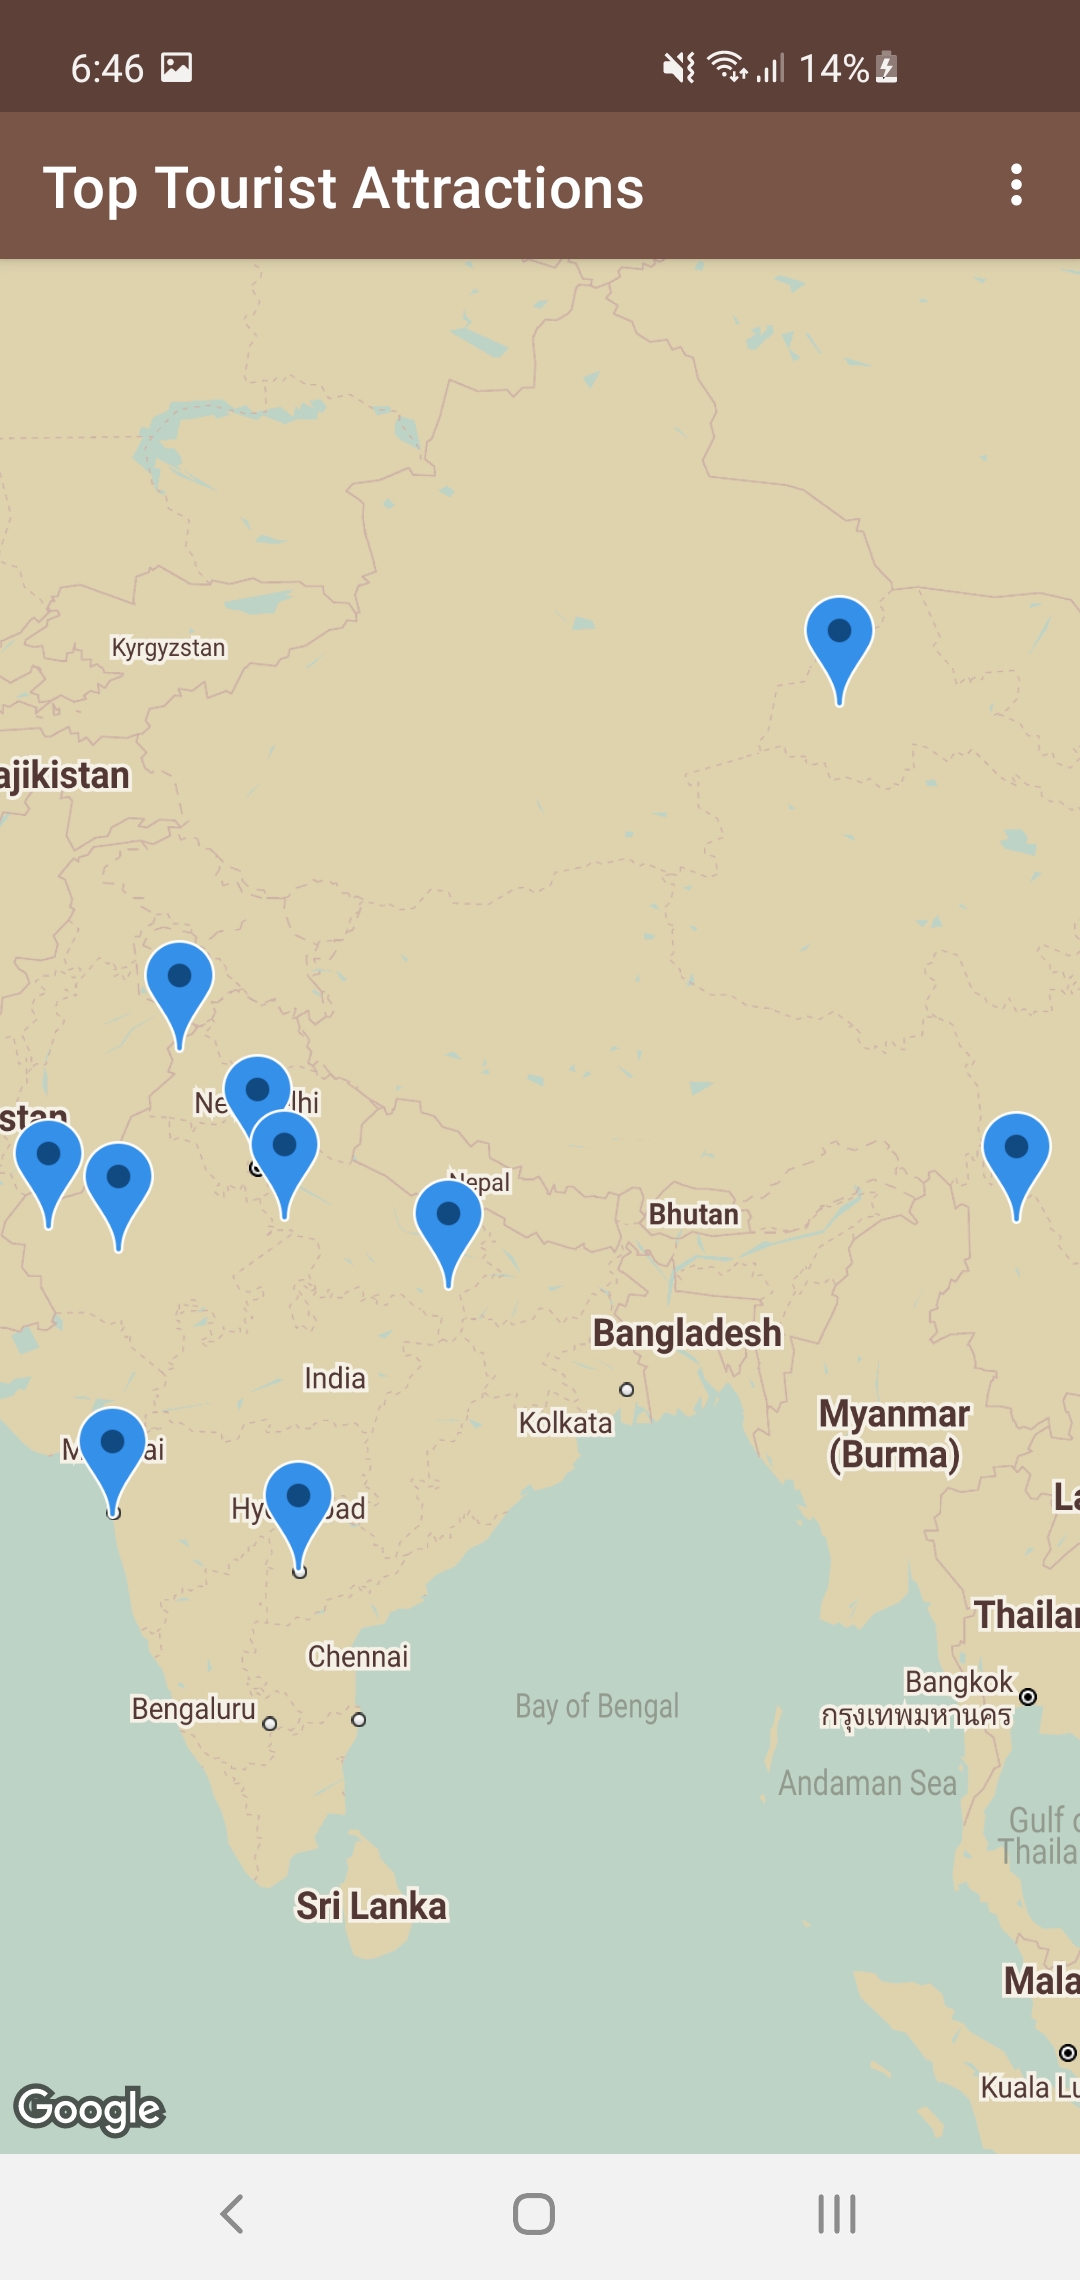 6:46
14%
Top Tourist Attractions
Kyrgyzstan
ajikistan
Ne lhi
stan
Nepal
Bhutan
Bangladesh
India
Kolkata
Myanmar
(Burma)
M ai
La
Hyd bad
Thailan
Chennai
Bangkok
กรุงเทพมหานคร
Bengaluru
Bay of Bengal
Andaman Sea
Gulf o
Thaila
Sri Lanka
Mala
Kuala Lu
Google